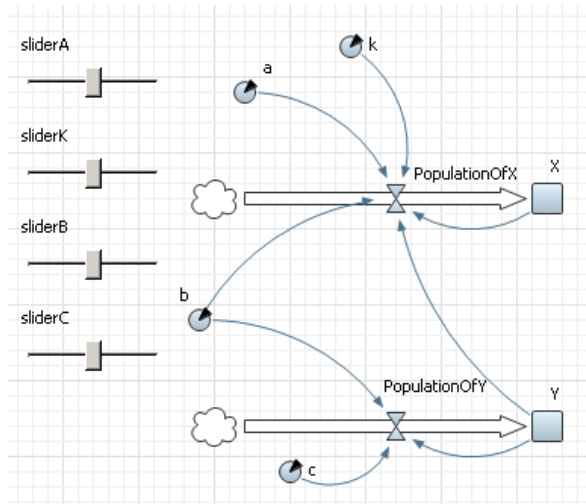 sliderA
k
a
sliderK
PopulationOfX
X
sliderB
b
sliderC
PopulationOfY
Y
c